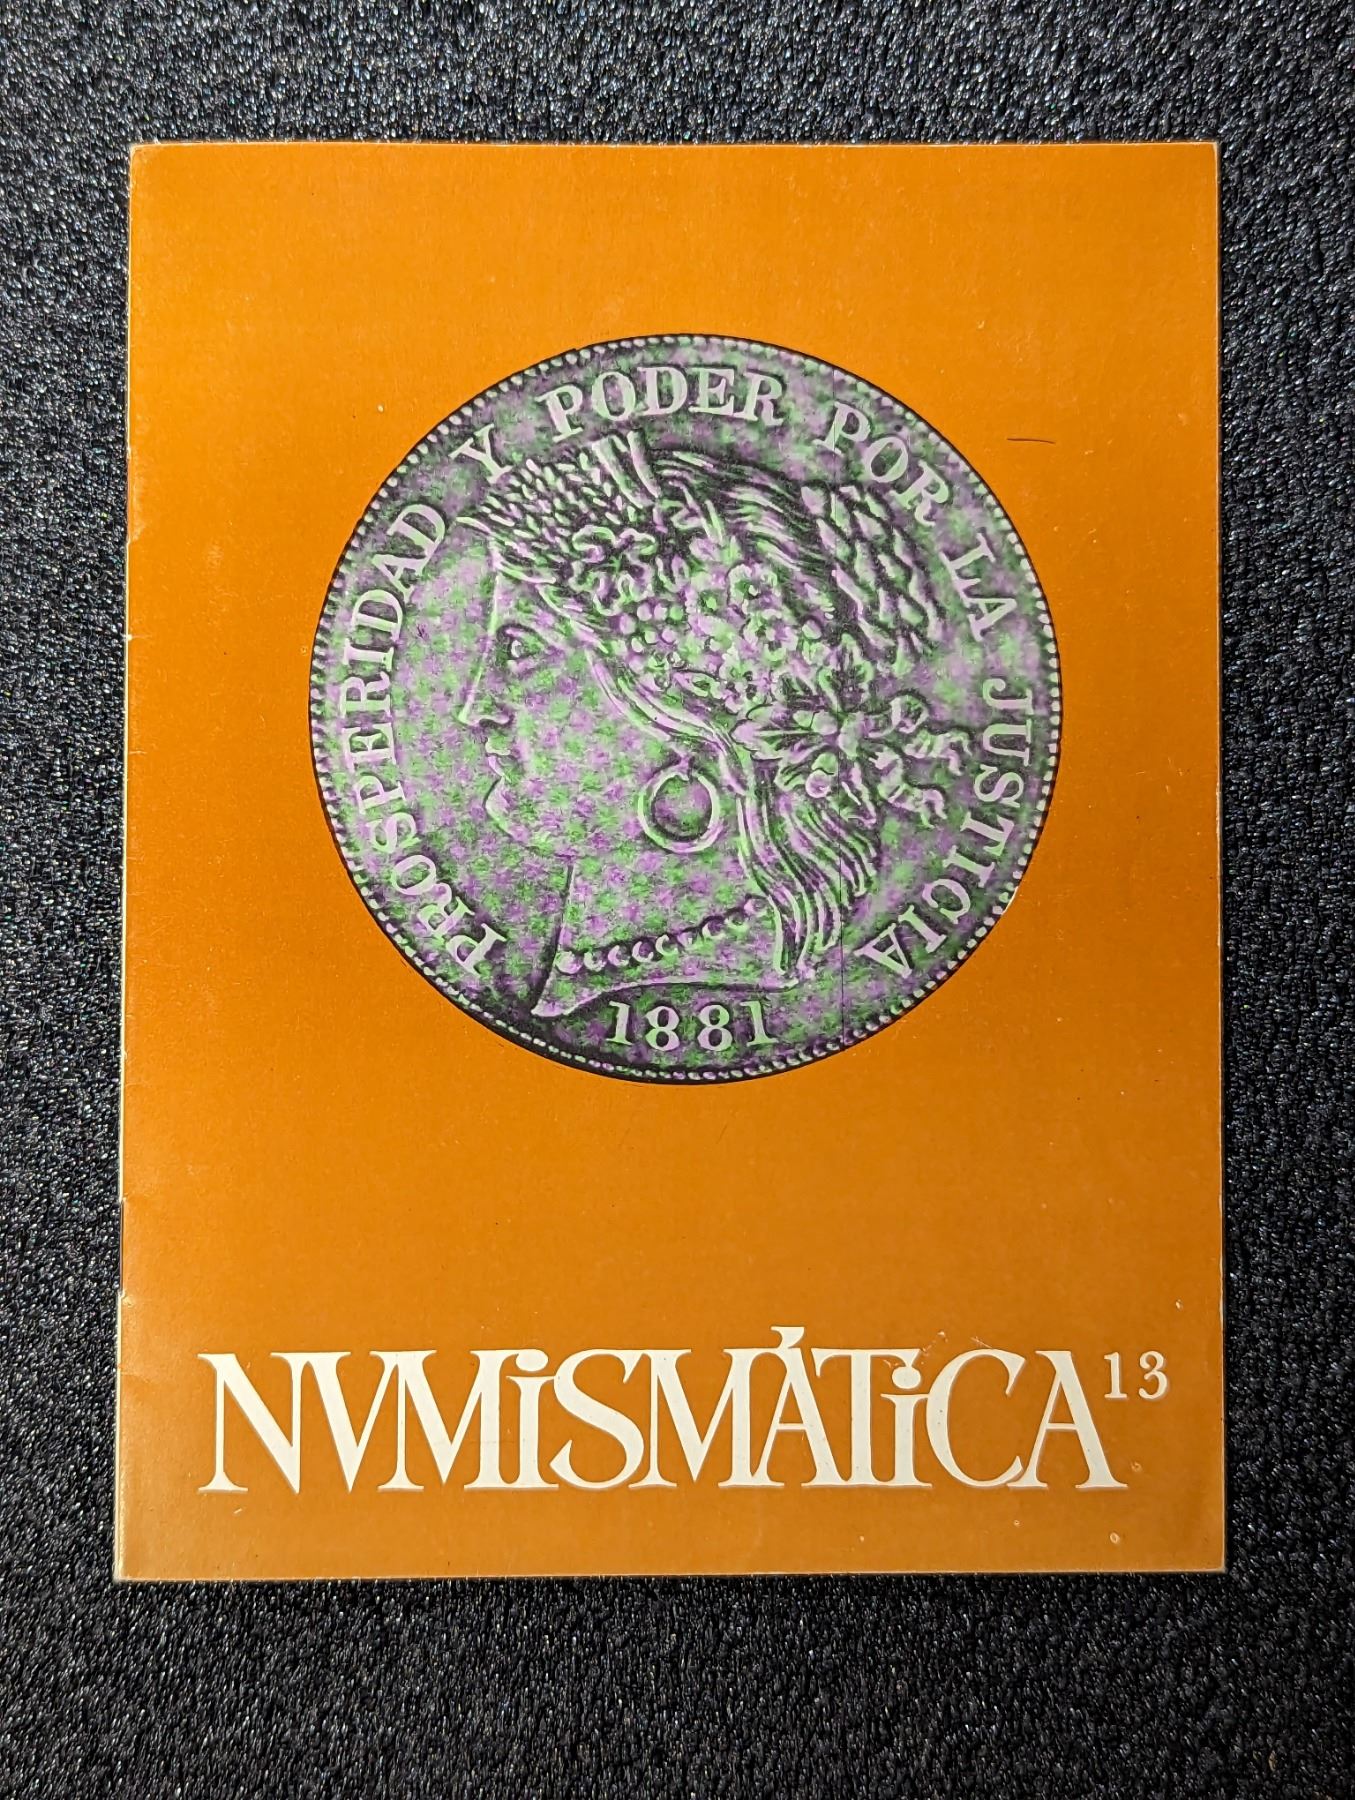 PROSPERIDAD Y PODER POR LA JUSTICIA
1881
NVMiSMÁTiCA 13